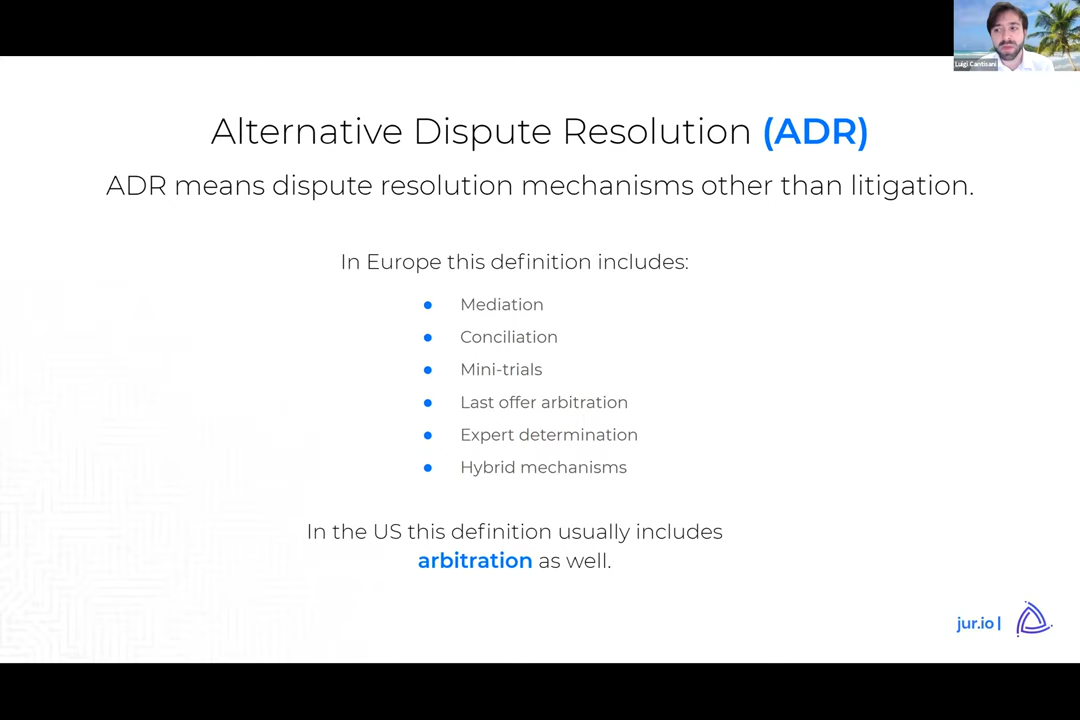 Luigi Cantisani
Alternative Dispute Resolution (ADR)
ADR means dispute resolution mechanisms other than litigation.
In Europe this definition includes:
● Mediation
● Conciliation
● Mini-trials
● Last offer arbitration
● Expert determination
● Hybrid mechanisms
In the US this definition usually includes
arbitration as well.
jur.io |